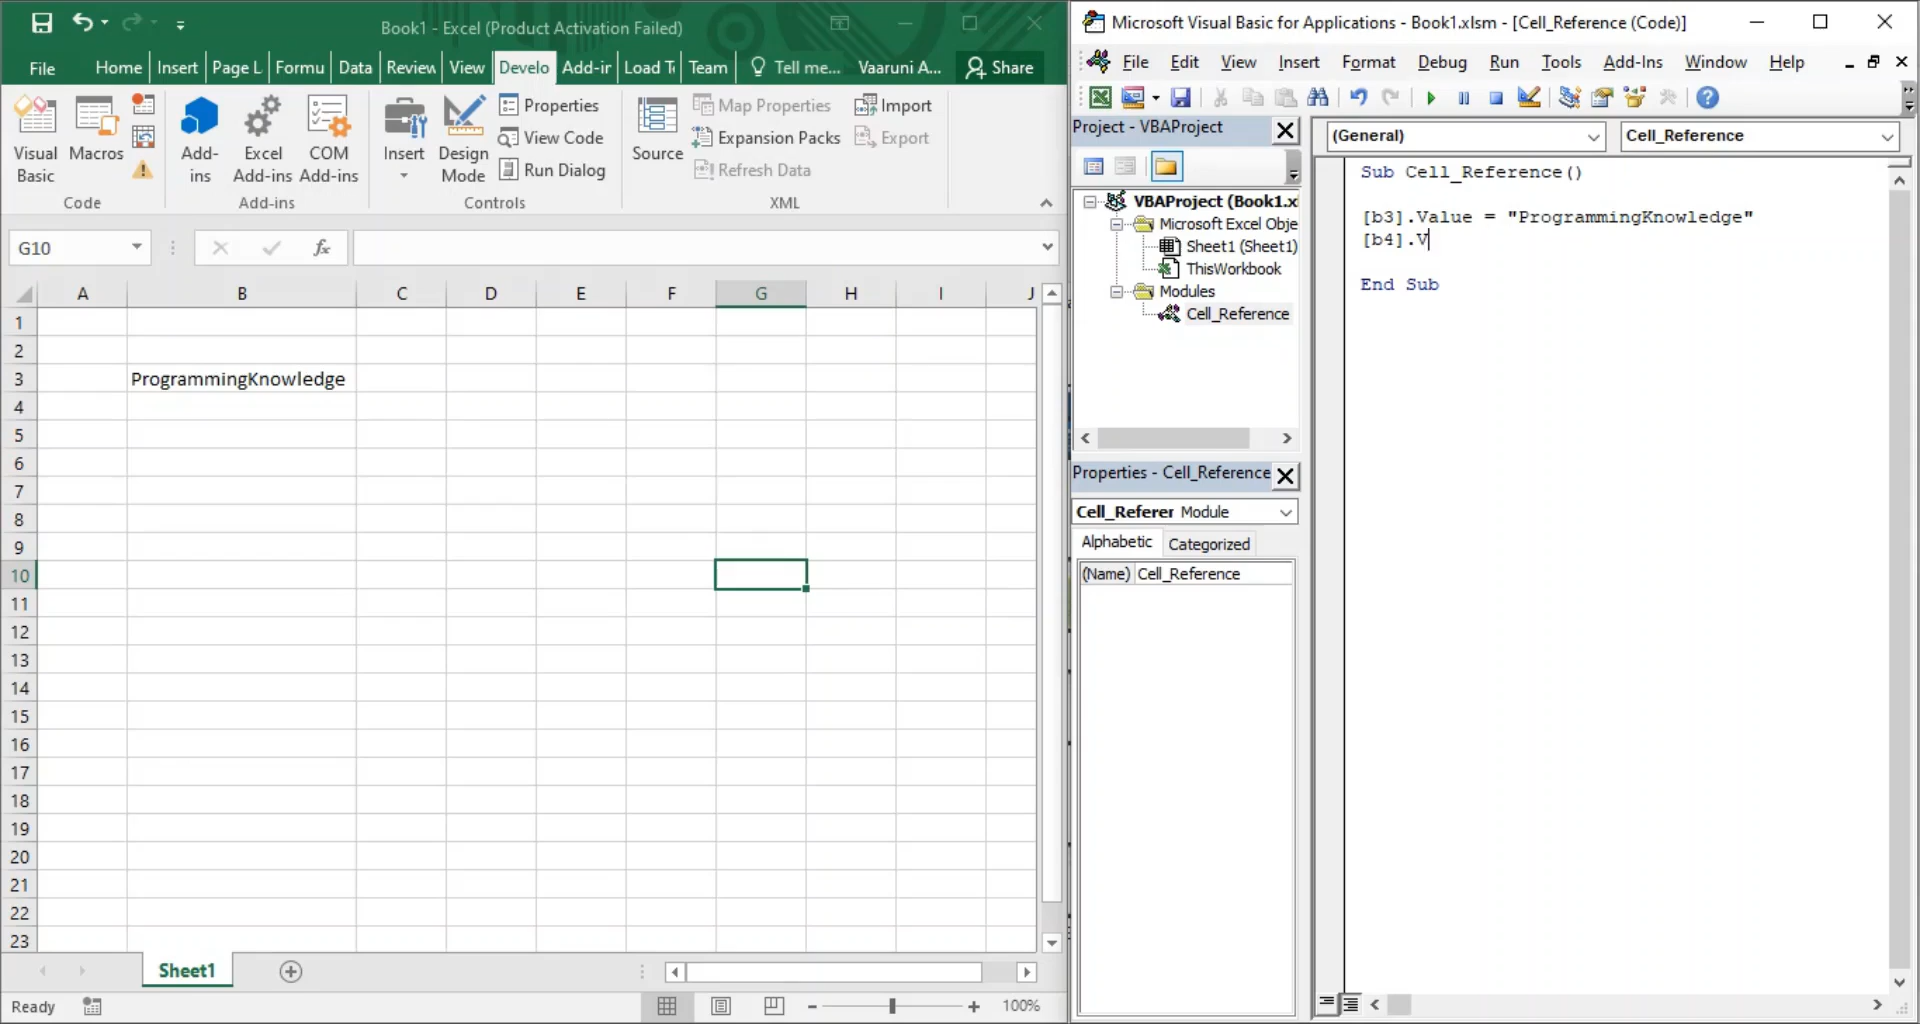 Book1 - Excel (Product Activation Failed)
File Home Insert Page L Formu Data Review View Develo Add-ir Load T Team Tell me... Vaaruni A... Share
Visual Basic
Macros
Code
Add-ins
Excel Add-ins
COM Add-ins
Add-ins
Insert
Design Mode
Properties
View Code
Run Dialog
Controls
Source
Map Properties
Expansion Packs
Refresh Data
Import
Export
XML
G10 fx
A B C D E F G H I J
1
2
3 ProgrammingKnowledge
4
5
6
7
8
9
10
11
12
13
14
15
16
17
18
19
20
21
22
23
Sheet1
Ready 100%
Microsoft Visual Basic for Applications - Book1.xlsm - [Cell_Reference (Code)]
File Edit View Insert Format Debug Run Tools Add-Ins Window Help
Project - VBAProject
VBAProject (Book1.x
Microsoft Excel Obje
Sheet1 (Sheet1)
ThisWorkbook
Modules
Cell_Reference
Properties - Cell_Reference
Cell_Referer Module
Alphabetic Categorized
(Name) Cell_Reference
(General) Cell_Reference
Sub Cell_Reference()
[b3].Value = "ProgrammingKnowledge"
[b4].V
End Sub